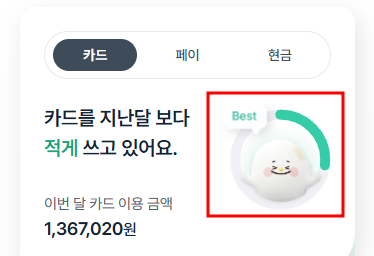 카드 페이 현금
카드를 지난달 보다
적게 쓰고 있어요.
Best
이번 달 카드 이용 금액
1,367,020원